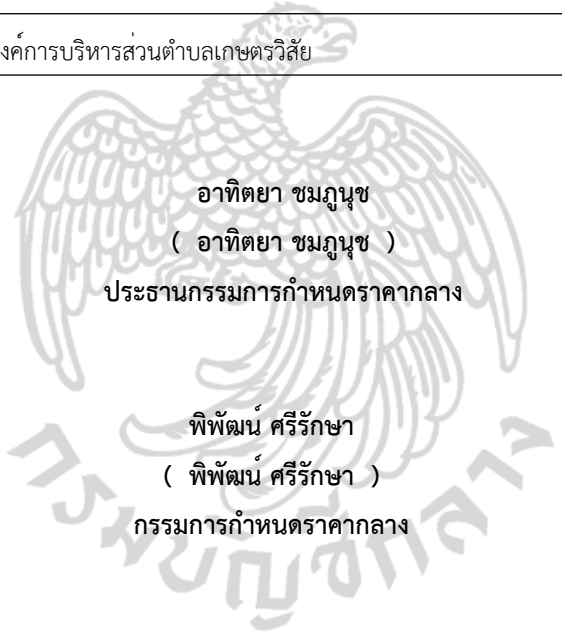 งค์การบริหารส่วนตำบลเกษตรวิสัย
อาทิตยา ชมภูนุช
( อาทิตยา ชมภูนุช )
ประธานกรรมการกำหนดราคากลาง
พิพัฒน์ ศรีรักษา
( พิพัฒน์ ศรีรักษา )
กรรมการกำหนดราคากลาง
กรมบัญชีกลาง